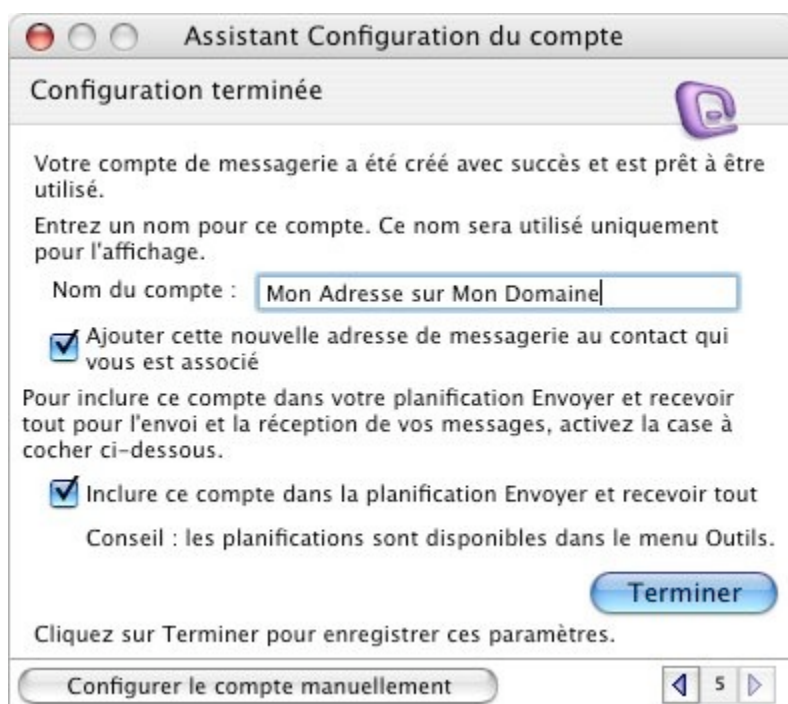 Assistant Configuration du compte
Configuration terminée
Votre compte de messagerie a été créé avec succès et est prêt à être
utilisé.
Entrez un nom pour ce compte. Ce nom sera utilisé uniquement
pour l'affichage.
Nom du compte : Mon Adresse sur Mon Domaine
Ajouter cette nouvelle adresse de messagerie au contact qui
vous est associé
Pour inclure ce compte dans votre planification Envoyer et recevoir
tout pour l'envoi et la réception de vos messages, activez la case à
cocher ci-dessous.
Inclure ce compte dans la planification Envoyer et recevoir tout
Conseil : les planifications sont disponibles dans le menu Outils.
Terminer
Cliquez sur Terminer pour enregistrer ces paramètres.
Configurer le compte manuellement 5